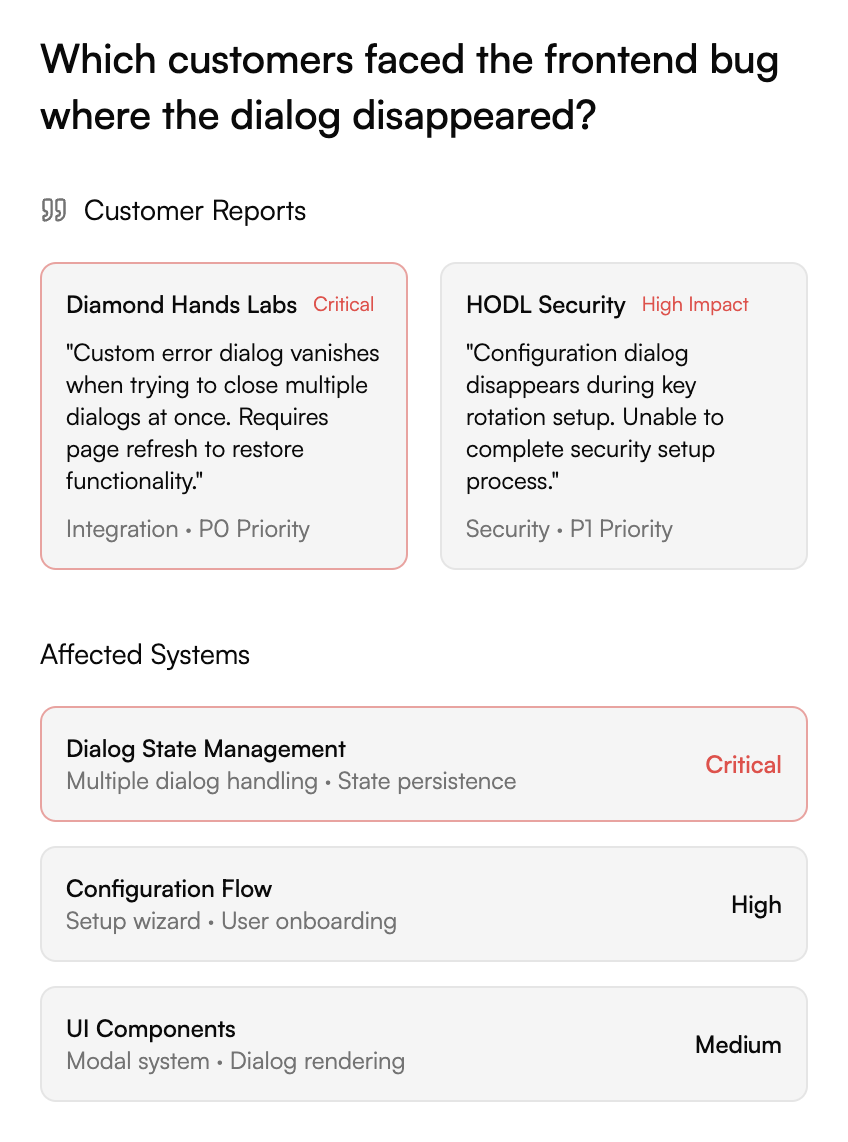 Which customers faced the frontend bug
where the dialog disappeared?
Customer Reports
Diamond Hands Labs Critical
"Custom error dialog vanishes
when trying to close multiple
dialogs at once. Requires
page refresh to restore
functionality."
Integration · P0 Priority
HODL Security High Impact
"Configuration dialog
disappears during key
rotation setup. Unable to
complete security setup
process."
Security · P1 Priority
Affected Systems
Dialog State Management
Multiple dialog handling · State persistence
Critical
Configuration Flow
Setup wizard · User onboarding
High
UI Components
Modal system · Dialog rendering
Medium